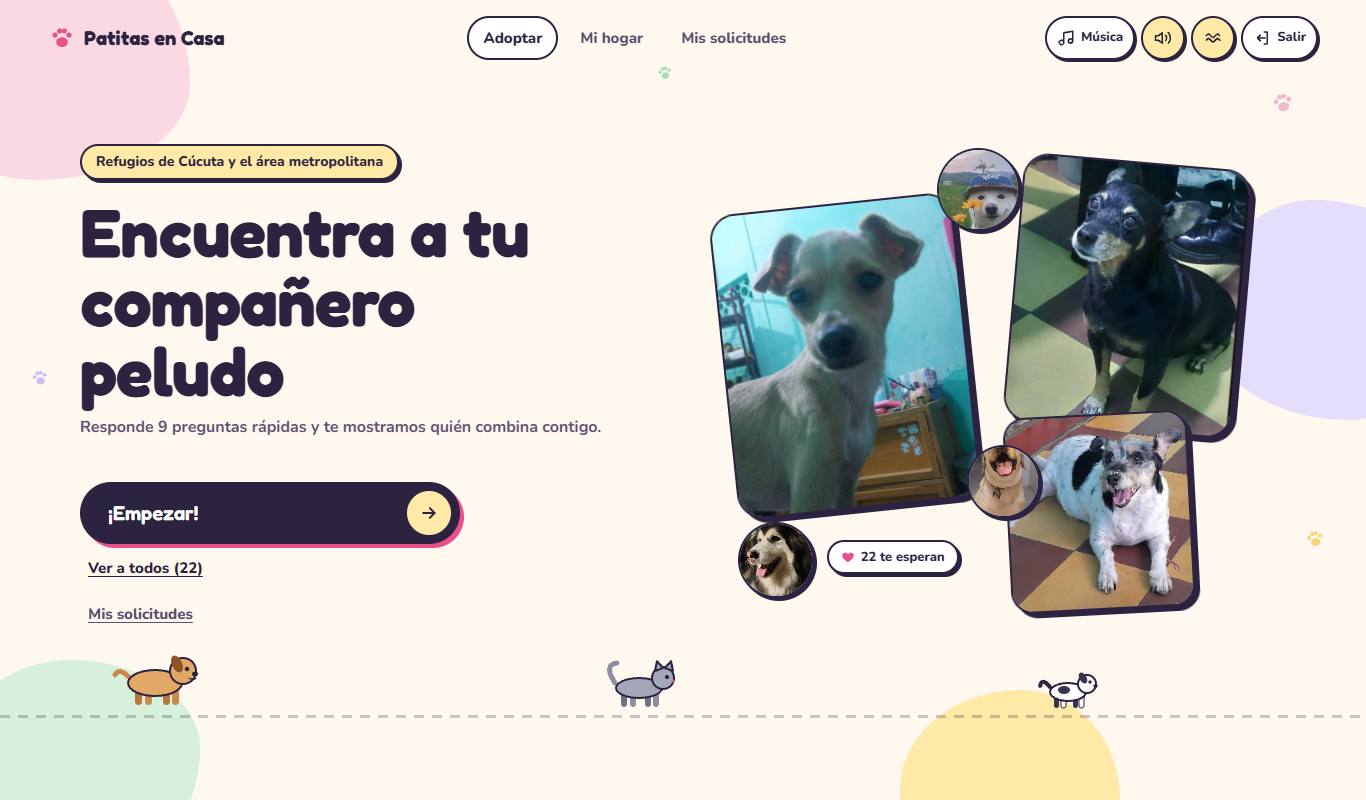 Patitas en Casa
Adoptar
Mi hogar
Mis solicitudes
Música
Salir
Refugios de Cúcuta y el área metropolitana
Encuentra a tu
compañero
peludo
Responde 9 preguntas rápidas y te mostramos quién combina contigo.
¡Empezar!
22 te esperan
Ver a todos (22)
Mis solicitudes